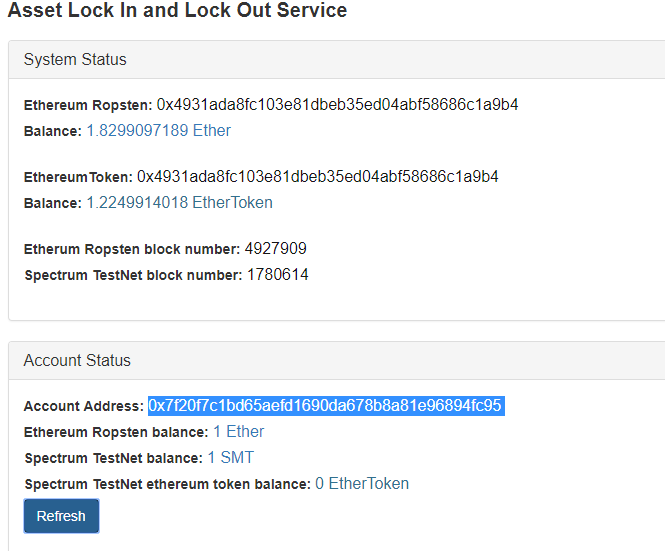 Asset Lock In and Lock Out Service
System Status
Ethereum Ropsten: 0x4931ada8fc103e81dbeb35ed04abf58686c1a9b4
Balance: 1.8299097189 Ether
EthereumToken: 0x4931ada8fc103e81dbeb35ed04abf58686c1a9b4
Balance: 1.2249914018 EtherToken
Etherum Ropsten block number: 4927909
Spectrum TestNet block number: 1780614
Account Status
Account Address: 0x7f20f7c1bd65aefd1690da678b8a81e96894fc95
Ethereum Ropsten balance: 1 Ether
Spectrum TestNet balance: 1 SMT
Spectrum TestNet ethereum token balance: 0 EtherToken
Refresh